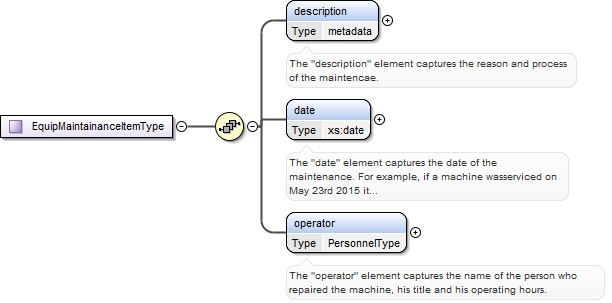 description
Type metadata
The "description" element captures the reason and process
of the maintencae.
EquipMaintainanceItemType
date
Type xs:date
The "date" element captures the date of the
maintenance. For example, if a machine wasserviced on
May 23rd 2015 it...
operator
Type PersonnelType
The "operator" element captures the name of the person who
repaired the machine, his title and his operating hours.